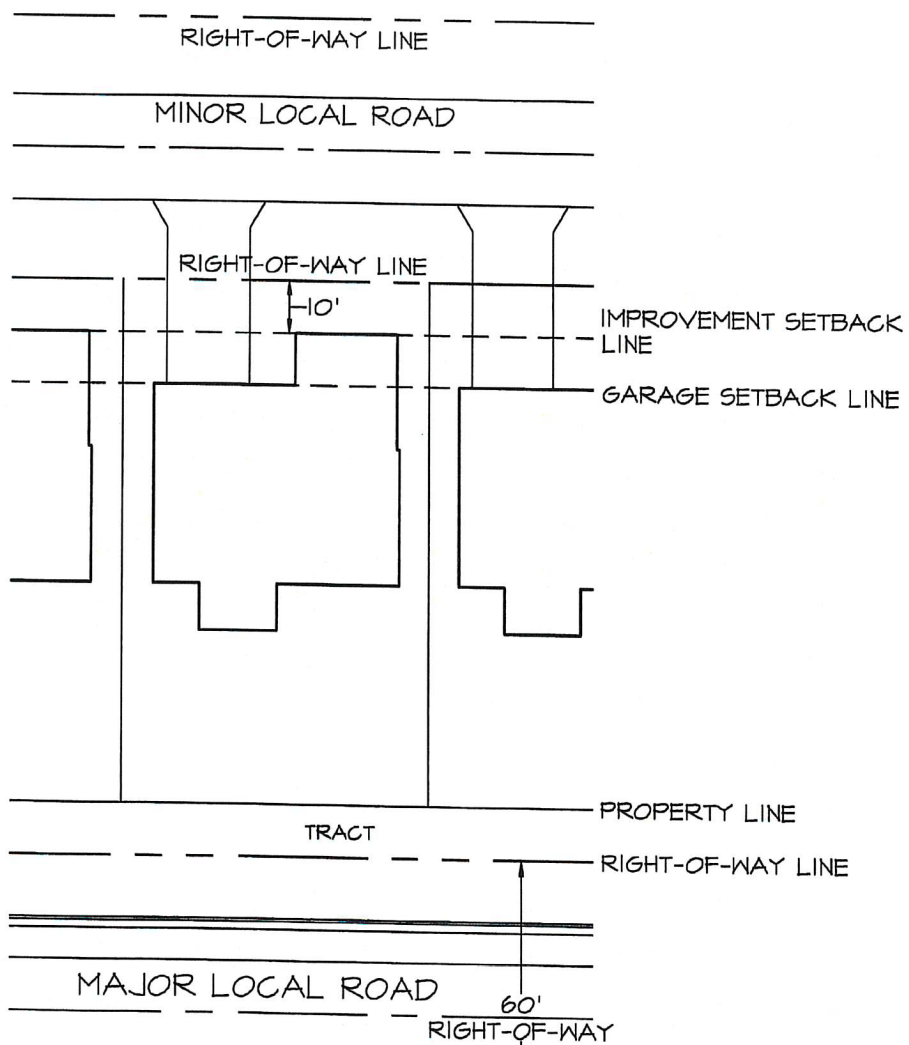 RIGHT-OF-WAY LINE
MINOR LOCAL ROAD
RIGHT-OF-WAY LINE
10'
IMPROVEMENT SETBACK
LINE
GARAGE SETBACK LINE
PROPERTY LINE
TRACT
RIGHT-OF-WAY LINE
MAJOR LOCAL ROAD
60'
RIGHT-OF-WAY